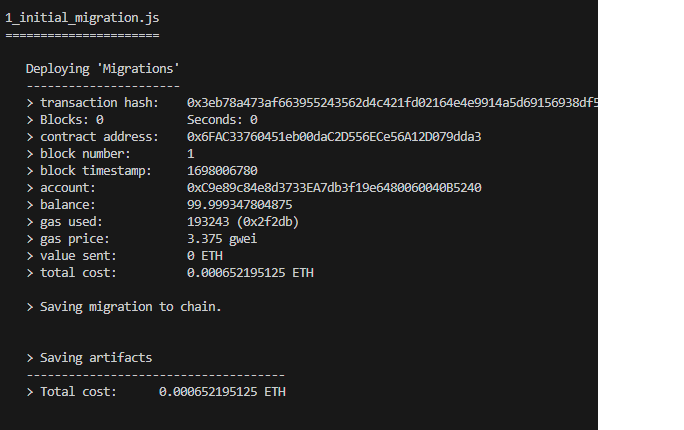 1_initial_migration.js
======================
Deploying 'Migrations'
----------------------
> transaction hash: 0x3eb78a473af663955243562d4c421fd02164e4e9914a5d69156938df5
> Blocks: 0 Seconds: 0
> contract address: 0x6FAC33760451eb00daC2D556ECe56A12D079dda3
> block number: 1
> block timestamp: 1698006780
> account: 0xC9e89c84e8d3733EA7db3f19e6480060040B5240
> balance: 99.999347804875
> gas used: 193243 (0x2f2db)
> gas price: 3.375 gwei
> value sent: 0 ETH
> total cost: 0.000652195125 ETH
> Saving migration to chain.
> Saving artifacts
-------------------------------------
> Total cost: 0.000652195125 ETH